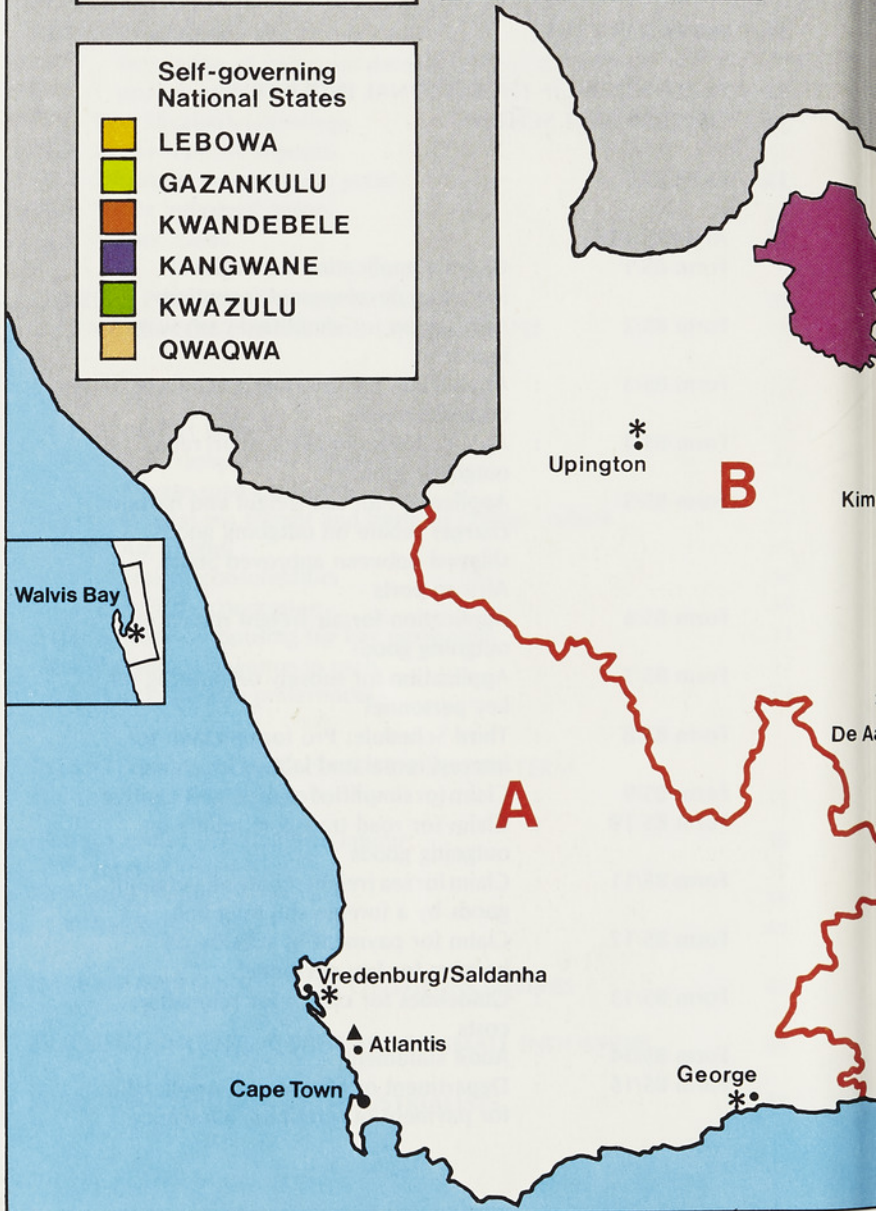 Self-governing
National States
LEBOWA
GAZANKULU
KWANDEBELE
KANGWANE
KWAZULU
QWAQWA
*
Upington
B
Kim
Walvis Bay
*
De Aa
A
Vredenburg/Saldanha
*
Atlantis
George
Cape Town
*